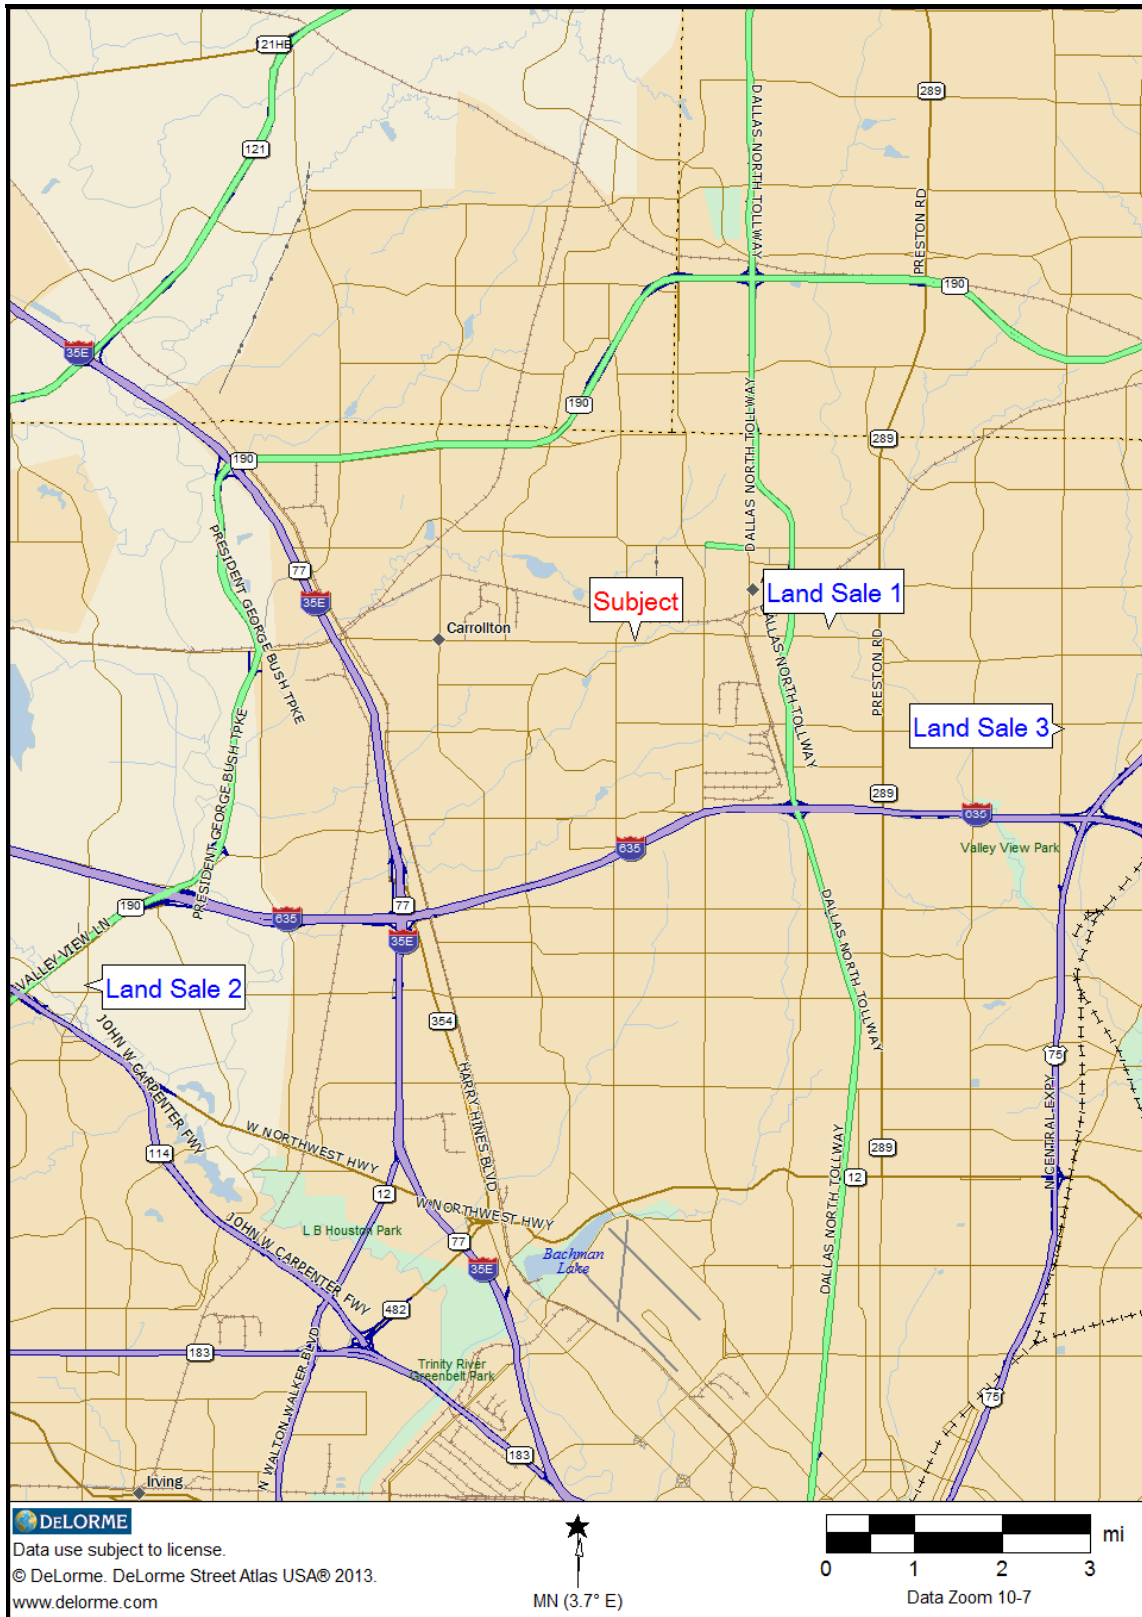 121HB
DALLAS NORTH TOLLWAY
289
121
PRESTON RD
190
35E
DALLAS NORTH TOLLWAY
190
289
190
PRESIDENT GEORGE BUSH TPKE
77
35E
Subject
Land Sale 1
Carrollton
DALLAS NORTH TOLLWAY
PRESTON RD
PRESIDENT GEORGE BUSH TPKE
Land Sale 3
289
635
635
Valley View Park
190
77
635
35E
VALLEY VIEW LN
DALLAS NORTH TOLLWAY
Land Sale 2
354
JOHN W CARPENTER FWY
HARRY HINES BLVD
75
N CENTRAL EXPY
W NORTHWEST HWY
114
289
12
12
DALLAS NORTH TOLLWAY
W NORTHWEST HWY
L B Houston Park
JOHN W CARPENTER FWY
77
Bachman
Lake
35E
482
183
Trinity River
Greenbelt Park
N WALTON WALKER BLVD
75
183
Irving
DELORME
Data use subject to license.
© DeLorme. DeLorme Street Atlas USA® 2013.
www.delorme.com
MN (3.7° E)
mi
0 1 2 3
Data Zoom 10-7